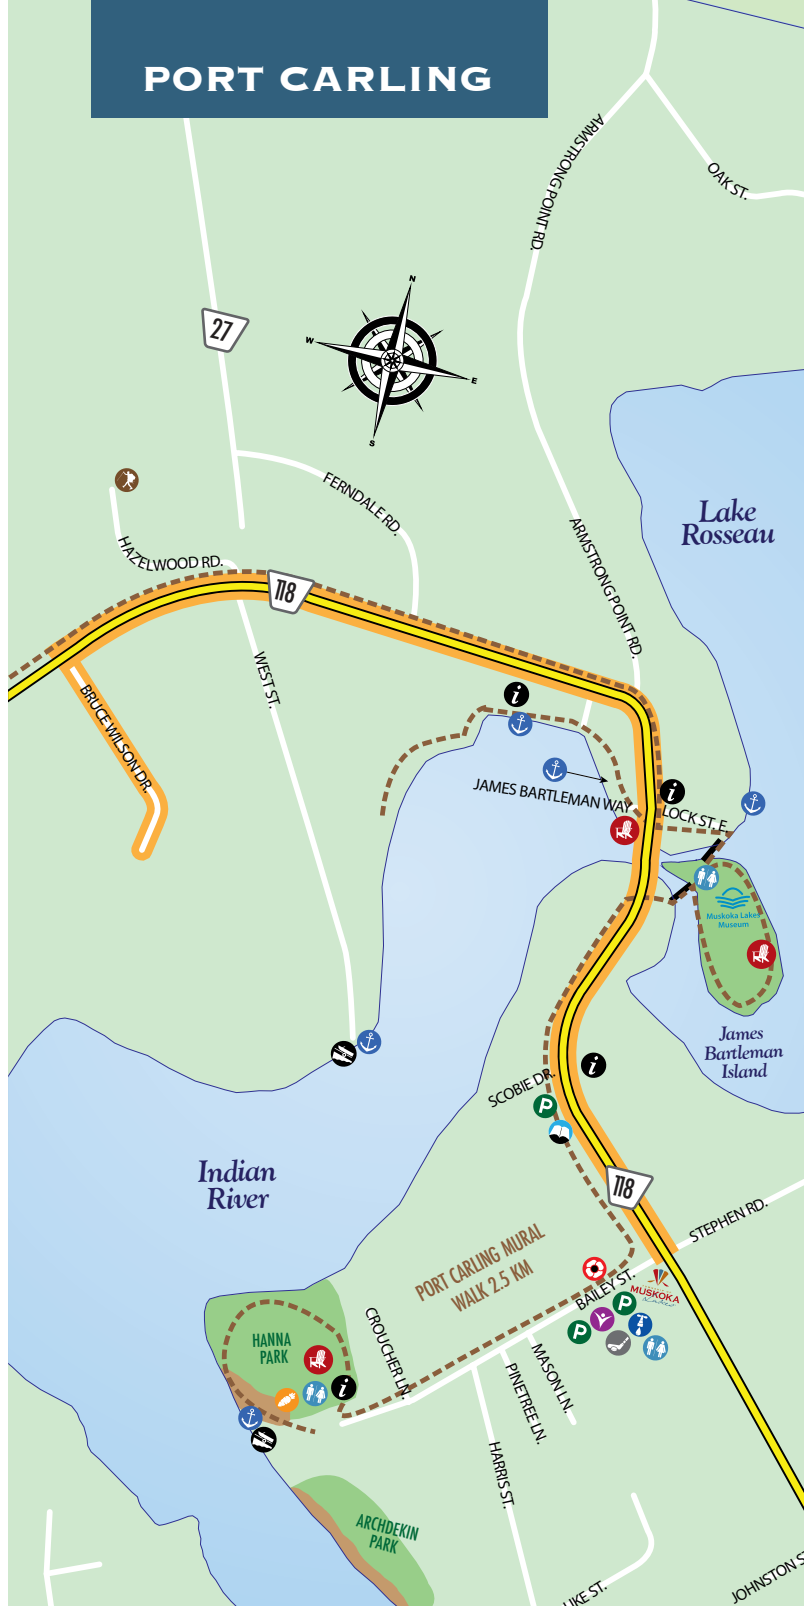 PORT CARLING
ARMSTRONG POINT RD.
OAK ST.
27
N
W
E
S
FERNDALE RD.
Lake
Rosseau
HAZELWOOD RD.
118
ARMSTRONG POINT RD.
WEST ST.
BRUCE WILSON DR.
i
JAMES BARTLEMAN WAY
i
LOCK ST. E.
Muskoka Lakes
Museum
James
Bartleman
Island
i
SCOBIE DR.
P
Indian
River
118
STEPHEN RD.
PORT CARLING MURAL
WALK 2.5 KM
BAILEY ST.
MUSKOKA
P
P
HANNA
PARK
CROUCHER LN.
i
MASON LN.
PINETREE LN.
HARRIS ST.
ARCHDEKIN
PARK
JOHNSTON S